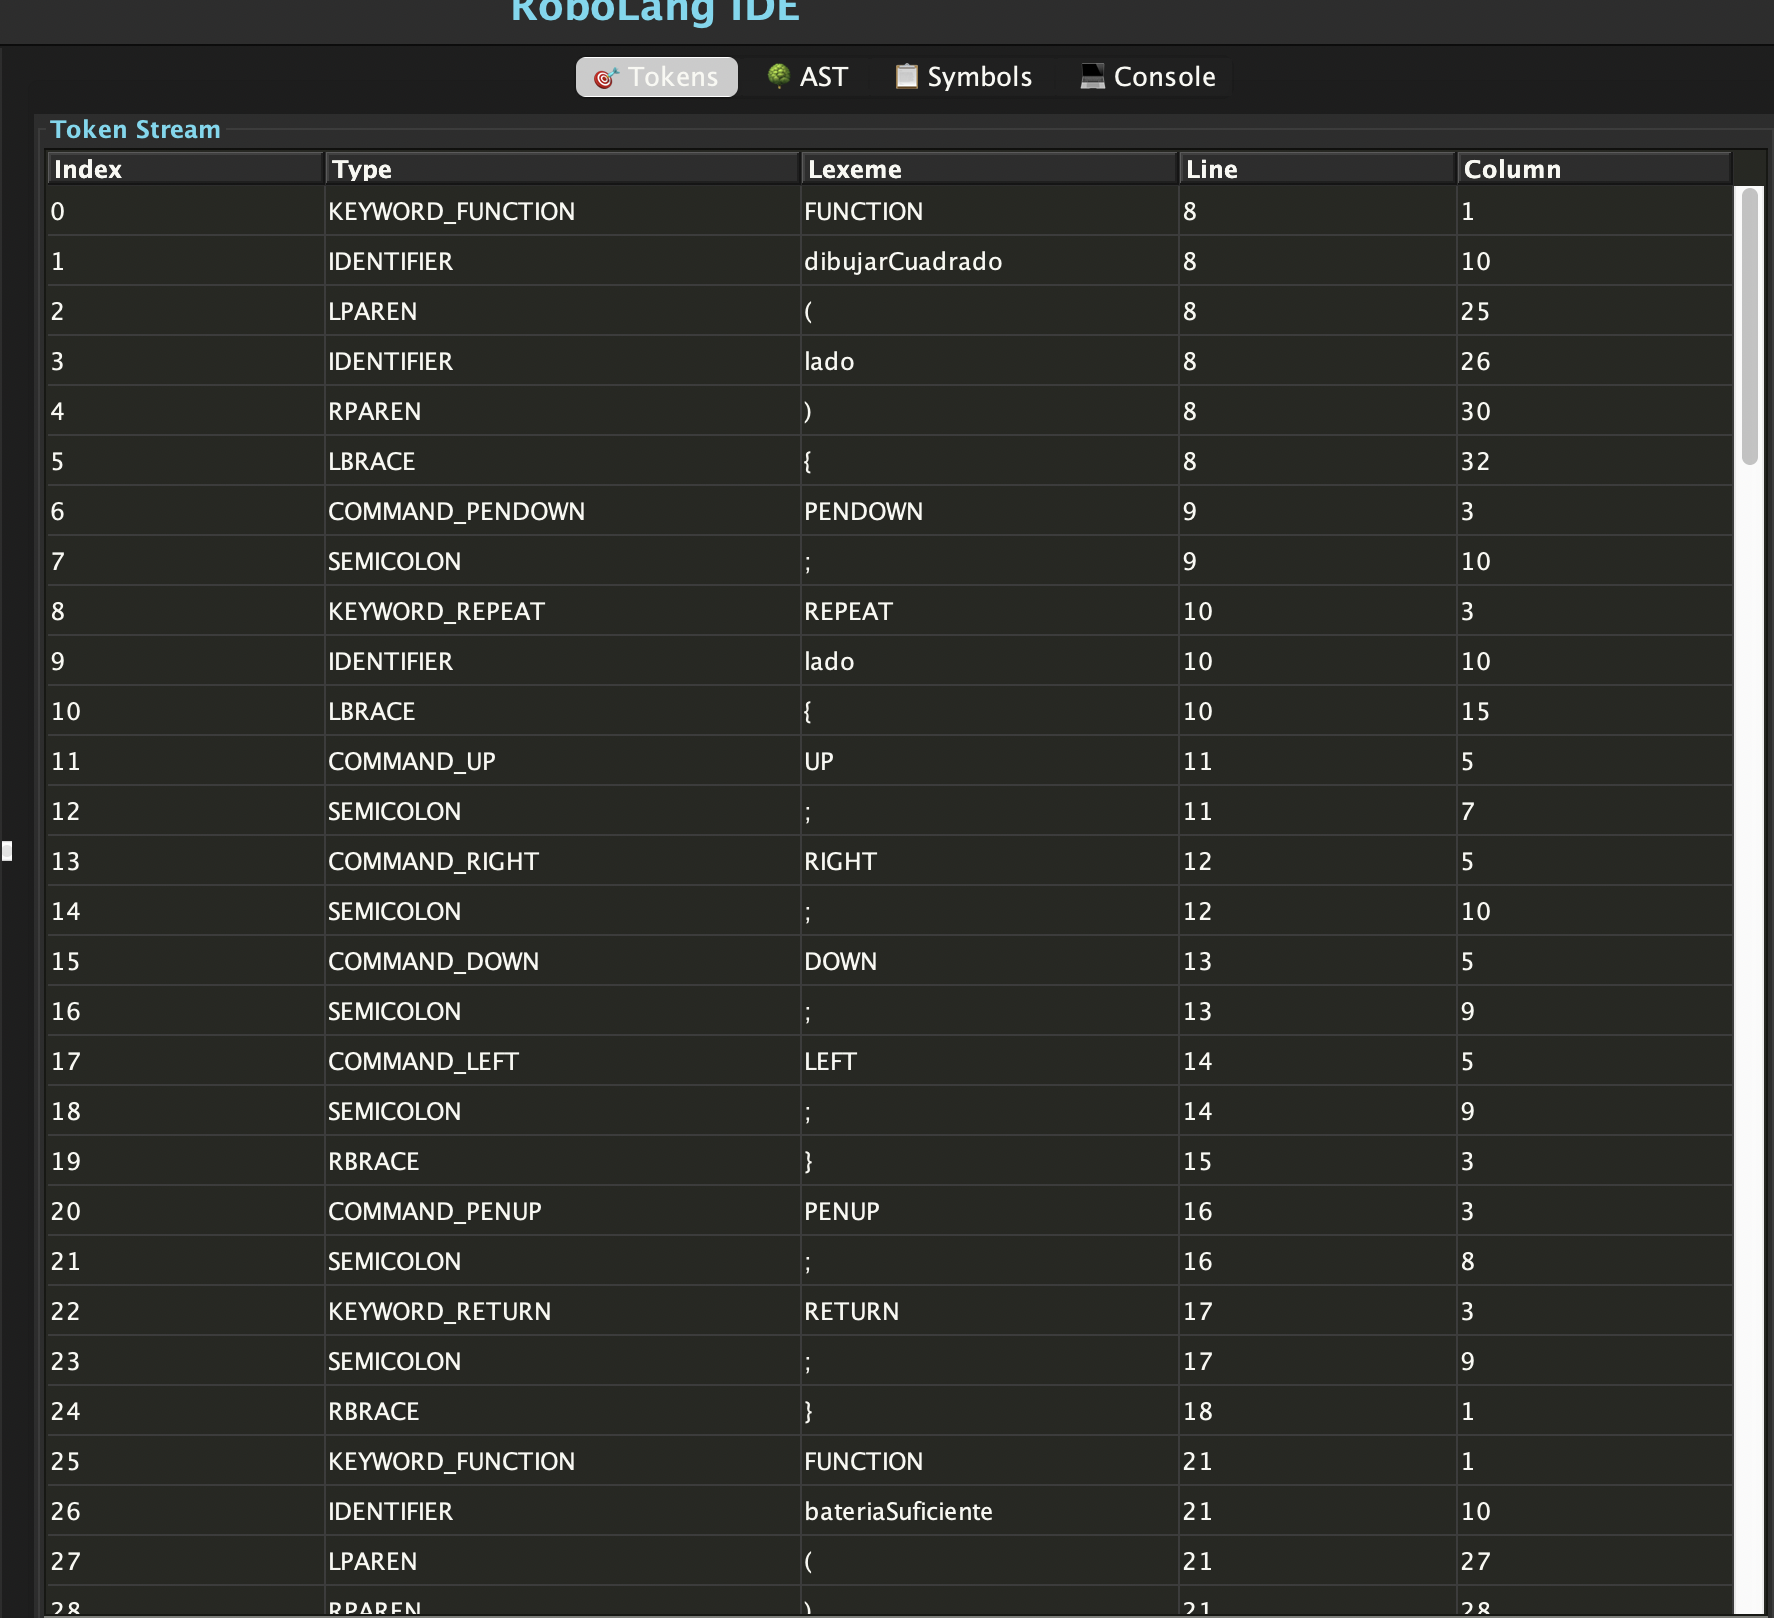 RoboLang IDE
Tokens AST Symbols Console
Token Stream
Index Type Lexeme Line Column
0 KEYWORD_FUNCTION FUNCTION 8 1
1 IDENTIFIER dibujarCuadrado 8 10
2 LPAREN ( 8 25
3 IDENTIFIER lado 8 26
4 RPAREN ) 8 30
5 LBRACE { 8 32
6 COMMAND_PENDOWN PENDOWN 9 3
7 SEMICOLON ; 9 10
8 KEYWORD_REPEAT REPEAT 10 3
9 IDENTIFIER lado 10 10
10 LBRACE { 10 15
11 COMMAND_UP UP 11 5
12 SEMICOLON ; 11 7
13 COMMAND_RIGHT RIGHT 12 5
14 SEMICOLON ; 12 10
15 COMMAND_DOWN DOWN 13 5
16 SEMICOLON ; 13 9
17 COMMAND_LEFT LEFT 14 5
18 SEMICOLON ; 14 9
19 RBRACE } 15 3
20 COMMAND_PENUP PENUP 16 3
21 SEMICOLON ; 16 8
22 KEYWORD_RETURN RETURN 17 3
23 SEMICOLON ; 17 9
24 RBRACE } 18 1
25 KEYWORD_FUNCTION FUNCTION 21 1
26 IDENTIFIER bateriaSuficiente 21 10
27 LPAREN ( 21 27
28 RPAREN ) 21 28